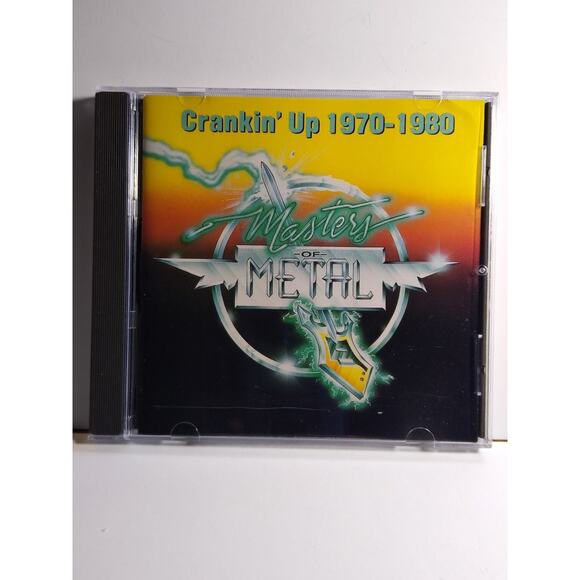 Crankin' Up 1970-1980
Masters
-OF-
METAL